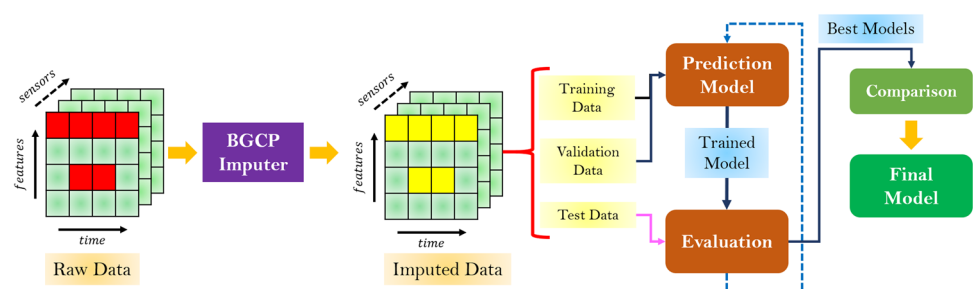 sensors
features
time
Raw Data
BGCP
Imputer
sensors
features
time
Imputed Data
Training
Data
Validation
Data
Test Data
Prediction
Model
Trained
Model
Evaluation
Best Models
Comparison
Final
Model